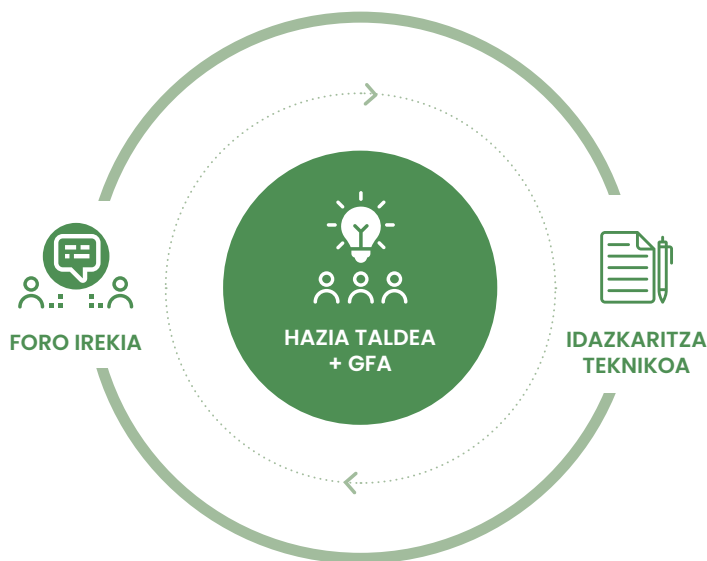 FORO IREKIA
HAZIA TALDEA
+ GFA
IDAZKARITZA
TEKNIKOA